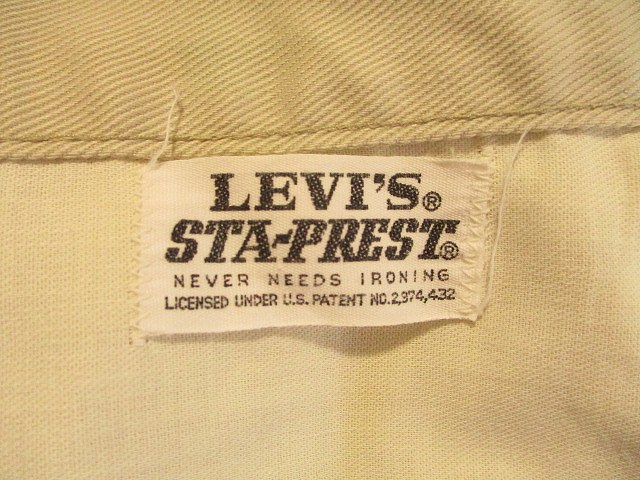 LEVI'S®
STA-PREST®
NEVER NEEDS IRONING
LICENSED UNDER U.S. PATENT NO. 2,974,432